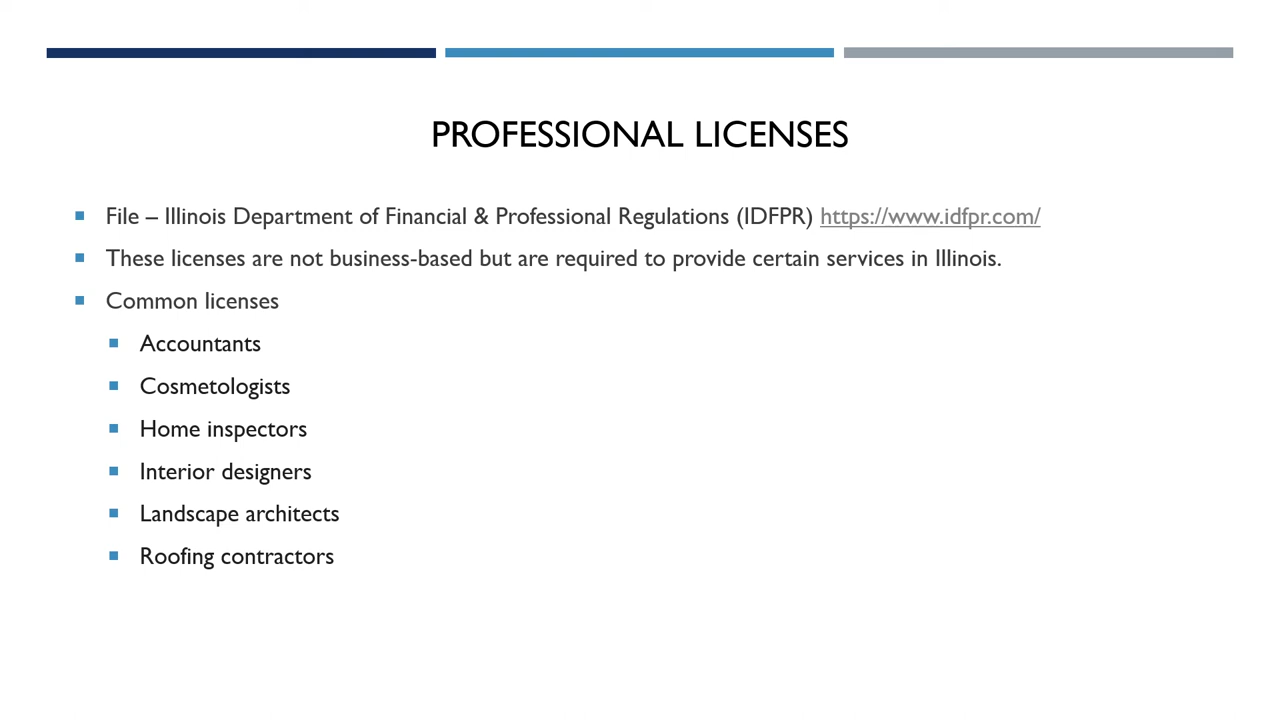 PROFESSIONAL LICENSES
File – Illinois Department of Financial & Professional Regulations (IDFPR) https://www.idfpr.com/
These licenses are not business-based but are required to provide certain services in Illinois.
Common licenses
Accountants
Cosmetologists
Home inspectors
Interior designers
Landscape architects
Roofing contractors